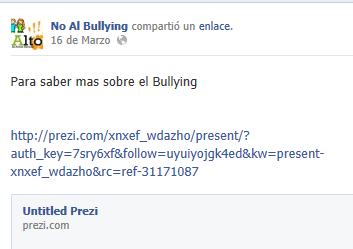 No Al Bullying compartió un enlace.
16 de Marzo
Alto
Para saber mas sobre el Bullying
http://prezi.com/xnxef_wdazho/present/?
auth_key=7sry6xf&follow=uyuiyojgk4ed&kw=present-
xnxef_wdazho&rc=ref-31171087
Untitled Prezi
prezi.com